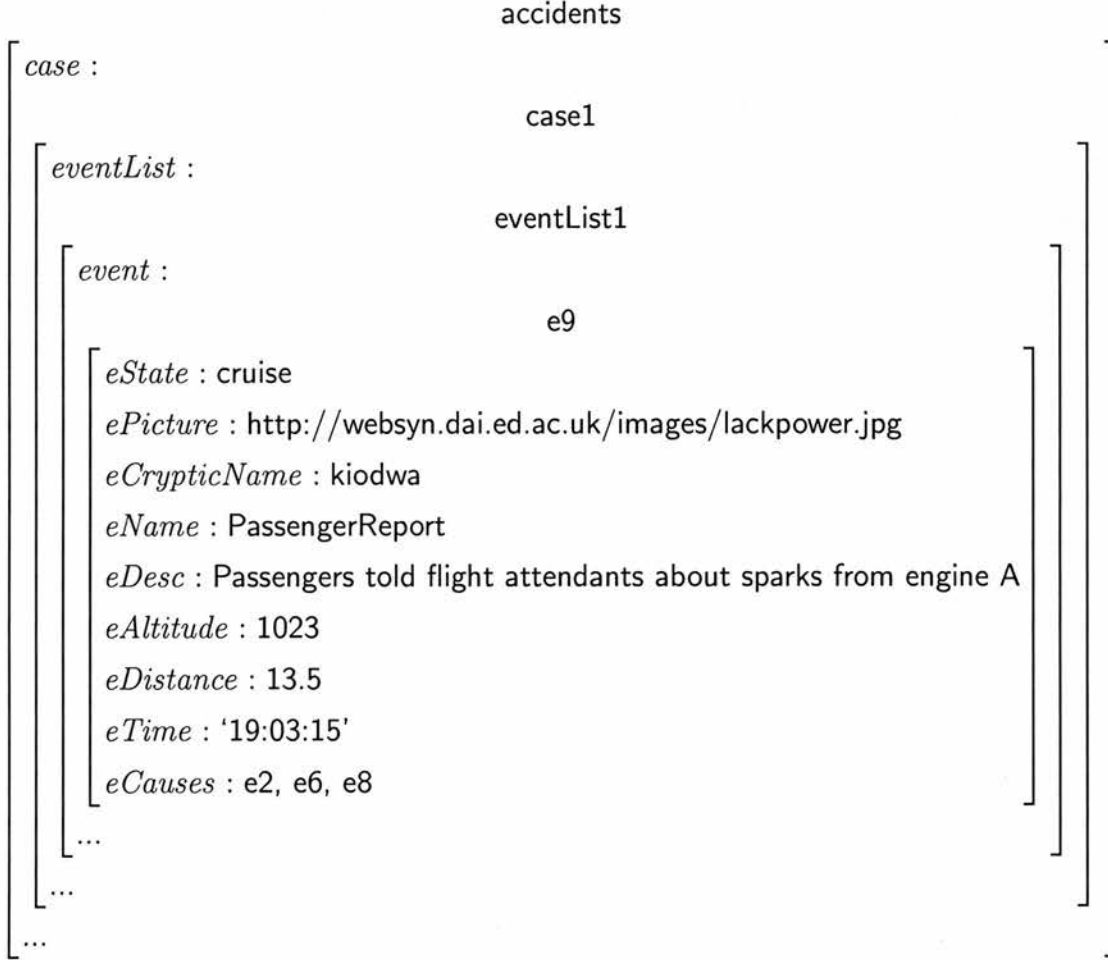 accidents
case :
case1
eventList :
eventList1
event :
e9
eState : cruise
ePicture : http://websyn.dai.ed.ac.uk/images/lackpower.jpg
eCrypticName : kiodwa
eName : PassengerReport
eDesc : Passengers told flight attendants about sparks from engine A
eAltitude : 1023
eDistance : 13.5
eTime : ‘19:03:15’
eCauses : e2, e6, e8
...
...
...